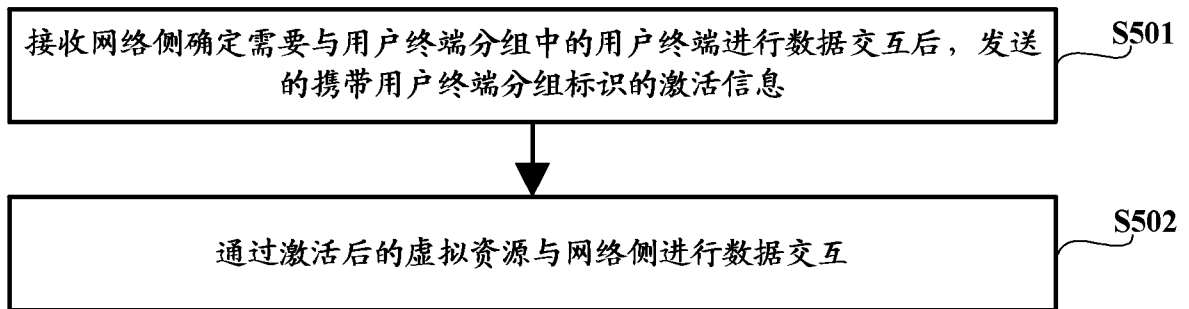 接收网络侧确定需要与用户终端分组中的用户终端进行数据交互后，发送
的携带用户终端分组标识的激活信息
S501
通过激活后的虚拟资源与网络侧进行数据交互
S502